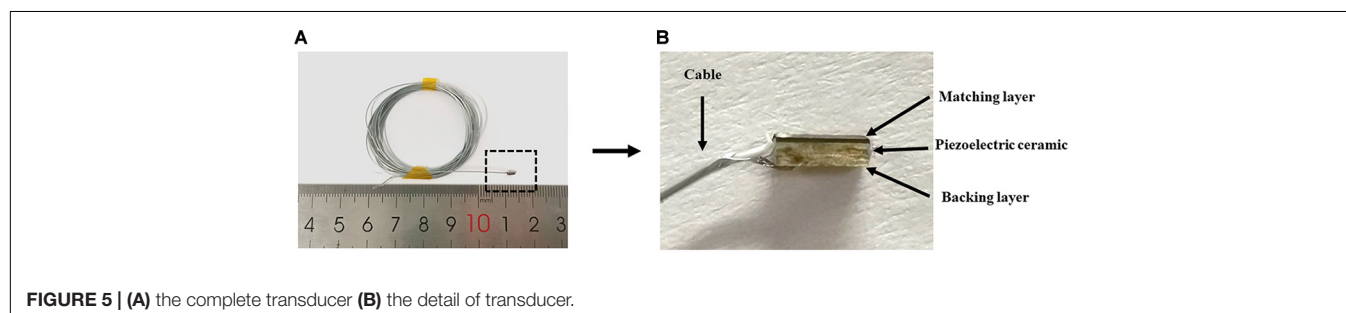 A
B
Cable
Matching layer
Piezoelectric ceramic
Backing layer
mm
4 5 6 7 8 9 10 1 2 3
FIGURE 5 | (A) the complete transducer (B) the detail of transducer.